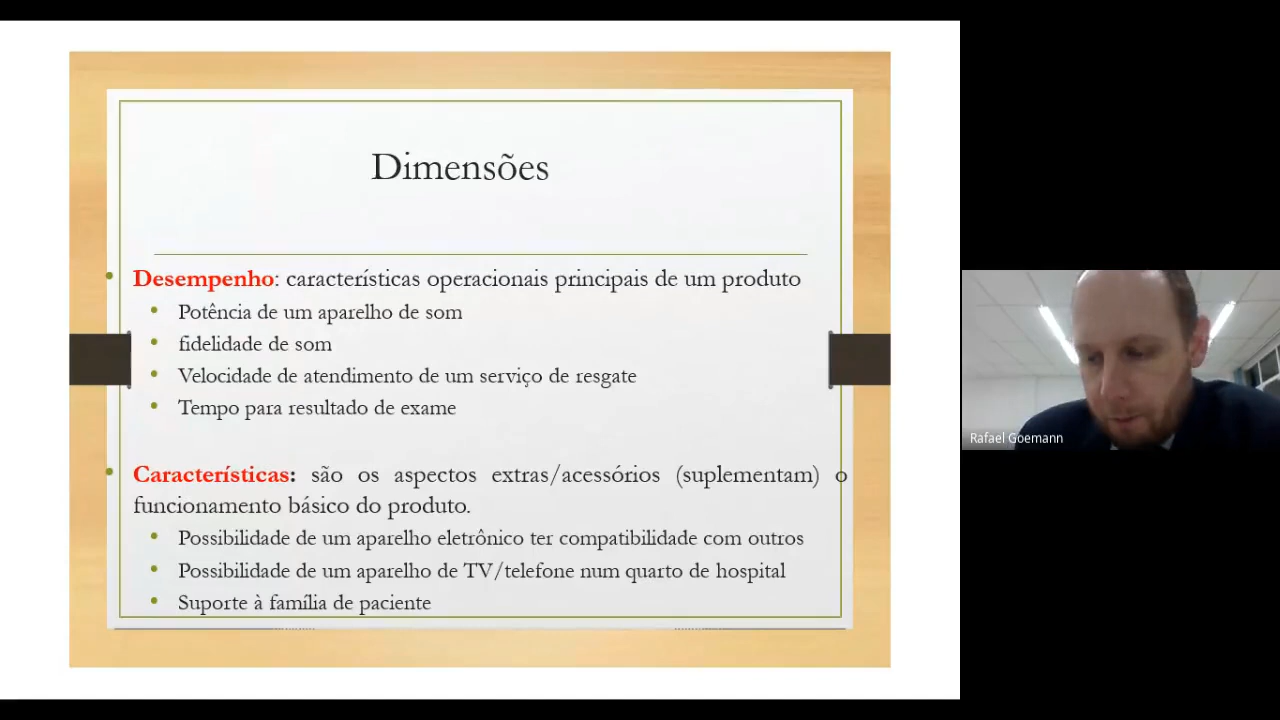 Dimensões
Desempenho: características operacionais principais de um produto
Potência de um aparelho de som
fidelidade de som
Velocidade de atendimento de um serviço de resgate
Tempo para resultado de exame
Características: são os aspectos extras/acessórios (suplementam) o
funcionamento básico do produto.
Possibilidade de um aparelho eletrônico ter compatibilidade com outros
Possibilidade de um aparelho de TV/telefone num quarto de hospital
Suporte à família de paciente
Rafael Goemann